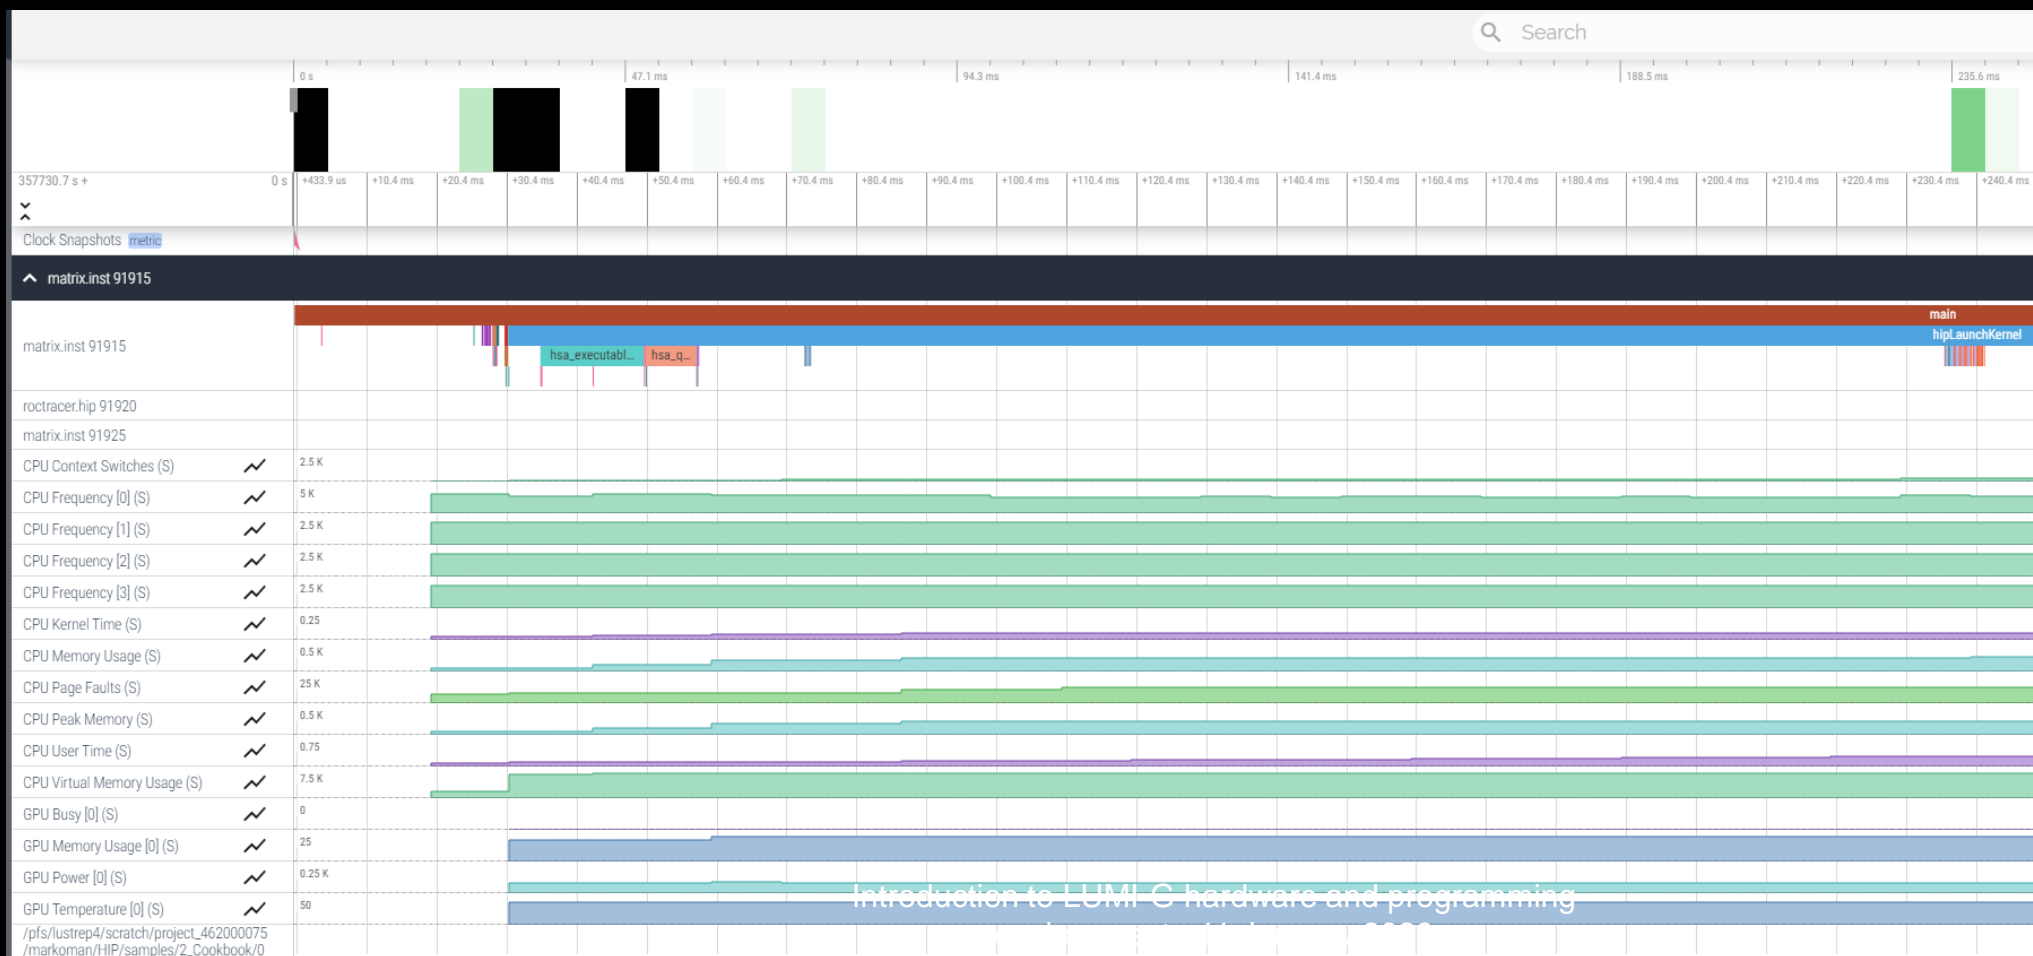 Search
0 s
47.1 ms
94.3 ms
141.4 ms
188.5 ms
235.6 ms
357730.7 s +
0 s
+433.9 us
+10.4 ms
+20.4 ms
+30.4 ms
+40.4 ms
+50.4 ms
+60.4 ms
+70.4 ms
+80.4 ms
+90.4 ms
+100.4 ms
+110.4 ms
+120.4 ms
+130.4 ms
+140.4 ms
+150.4 ms
+160.4 ms
+170.4 ms
+180.4 ms
+190.4 ms
+200.4 ms
+210.4 ms
+220.4 ms
+230.4 ms
+240.4 ms
Clock Snapshots metric
matrix.inst 91915
main
matrix.inst 91915
hipLaunchKernel
hsa_executabl...
hsa_q...
roctracer.hip 91920
matrix.inst 91925
CPU Context Switches (S)
2.5 K
CPU Frequency [0] (S)
5 K
CPU Frequency [1] (S)
2.5 K
CPU Frequency [2] (S)
2.5 K
CPU Frequency [3] (S)
2.5 K
CPU Kernel Time (S)
0.25
CPU Memory Usage (S)
0.5 K
CPU Page Faults (S)
25 K
CPU Peak Memory (S)
0.5 K
CPU User Time (S)
0.75
CPU Virtual Memory Usage (S)
7.5 K
GPU Busy [0] (S)
0
GPU Memory Usage [0] (S)
25
GPU Power [0] (S)
0.25 K
GPU Temperature [0] (S)
50
Introduction to LUMI-G hardware and programming
/pfs/lustrep4/scratch/project_462000075
/markoman/HIP/samples/2_Cookbook/0